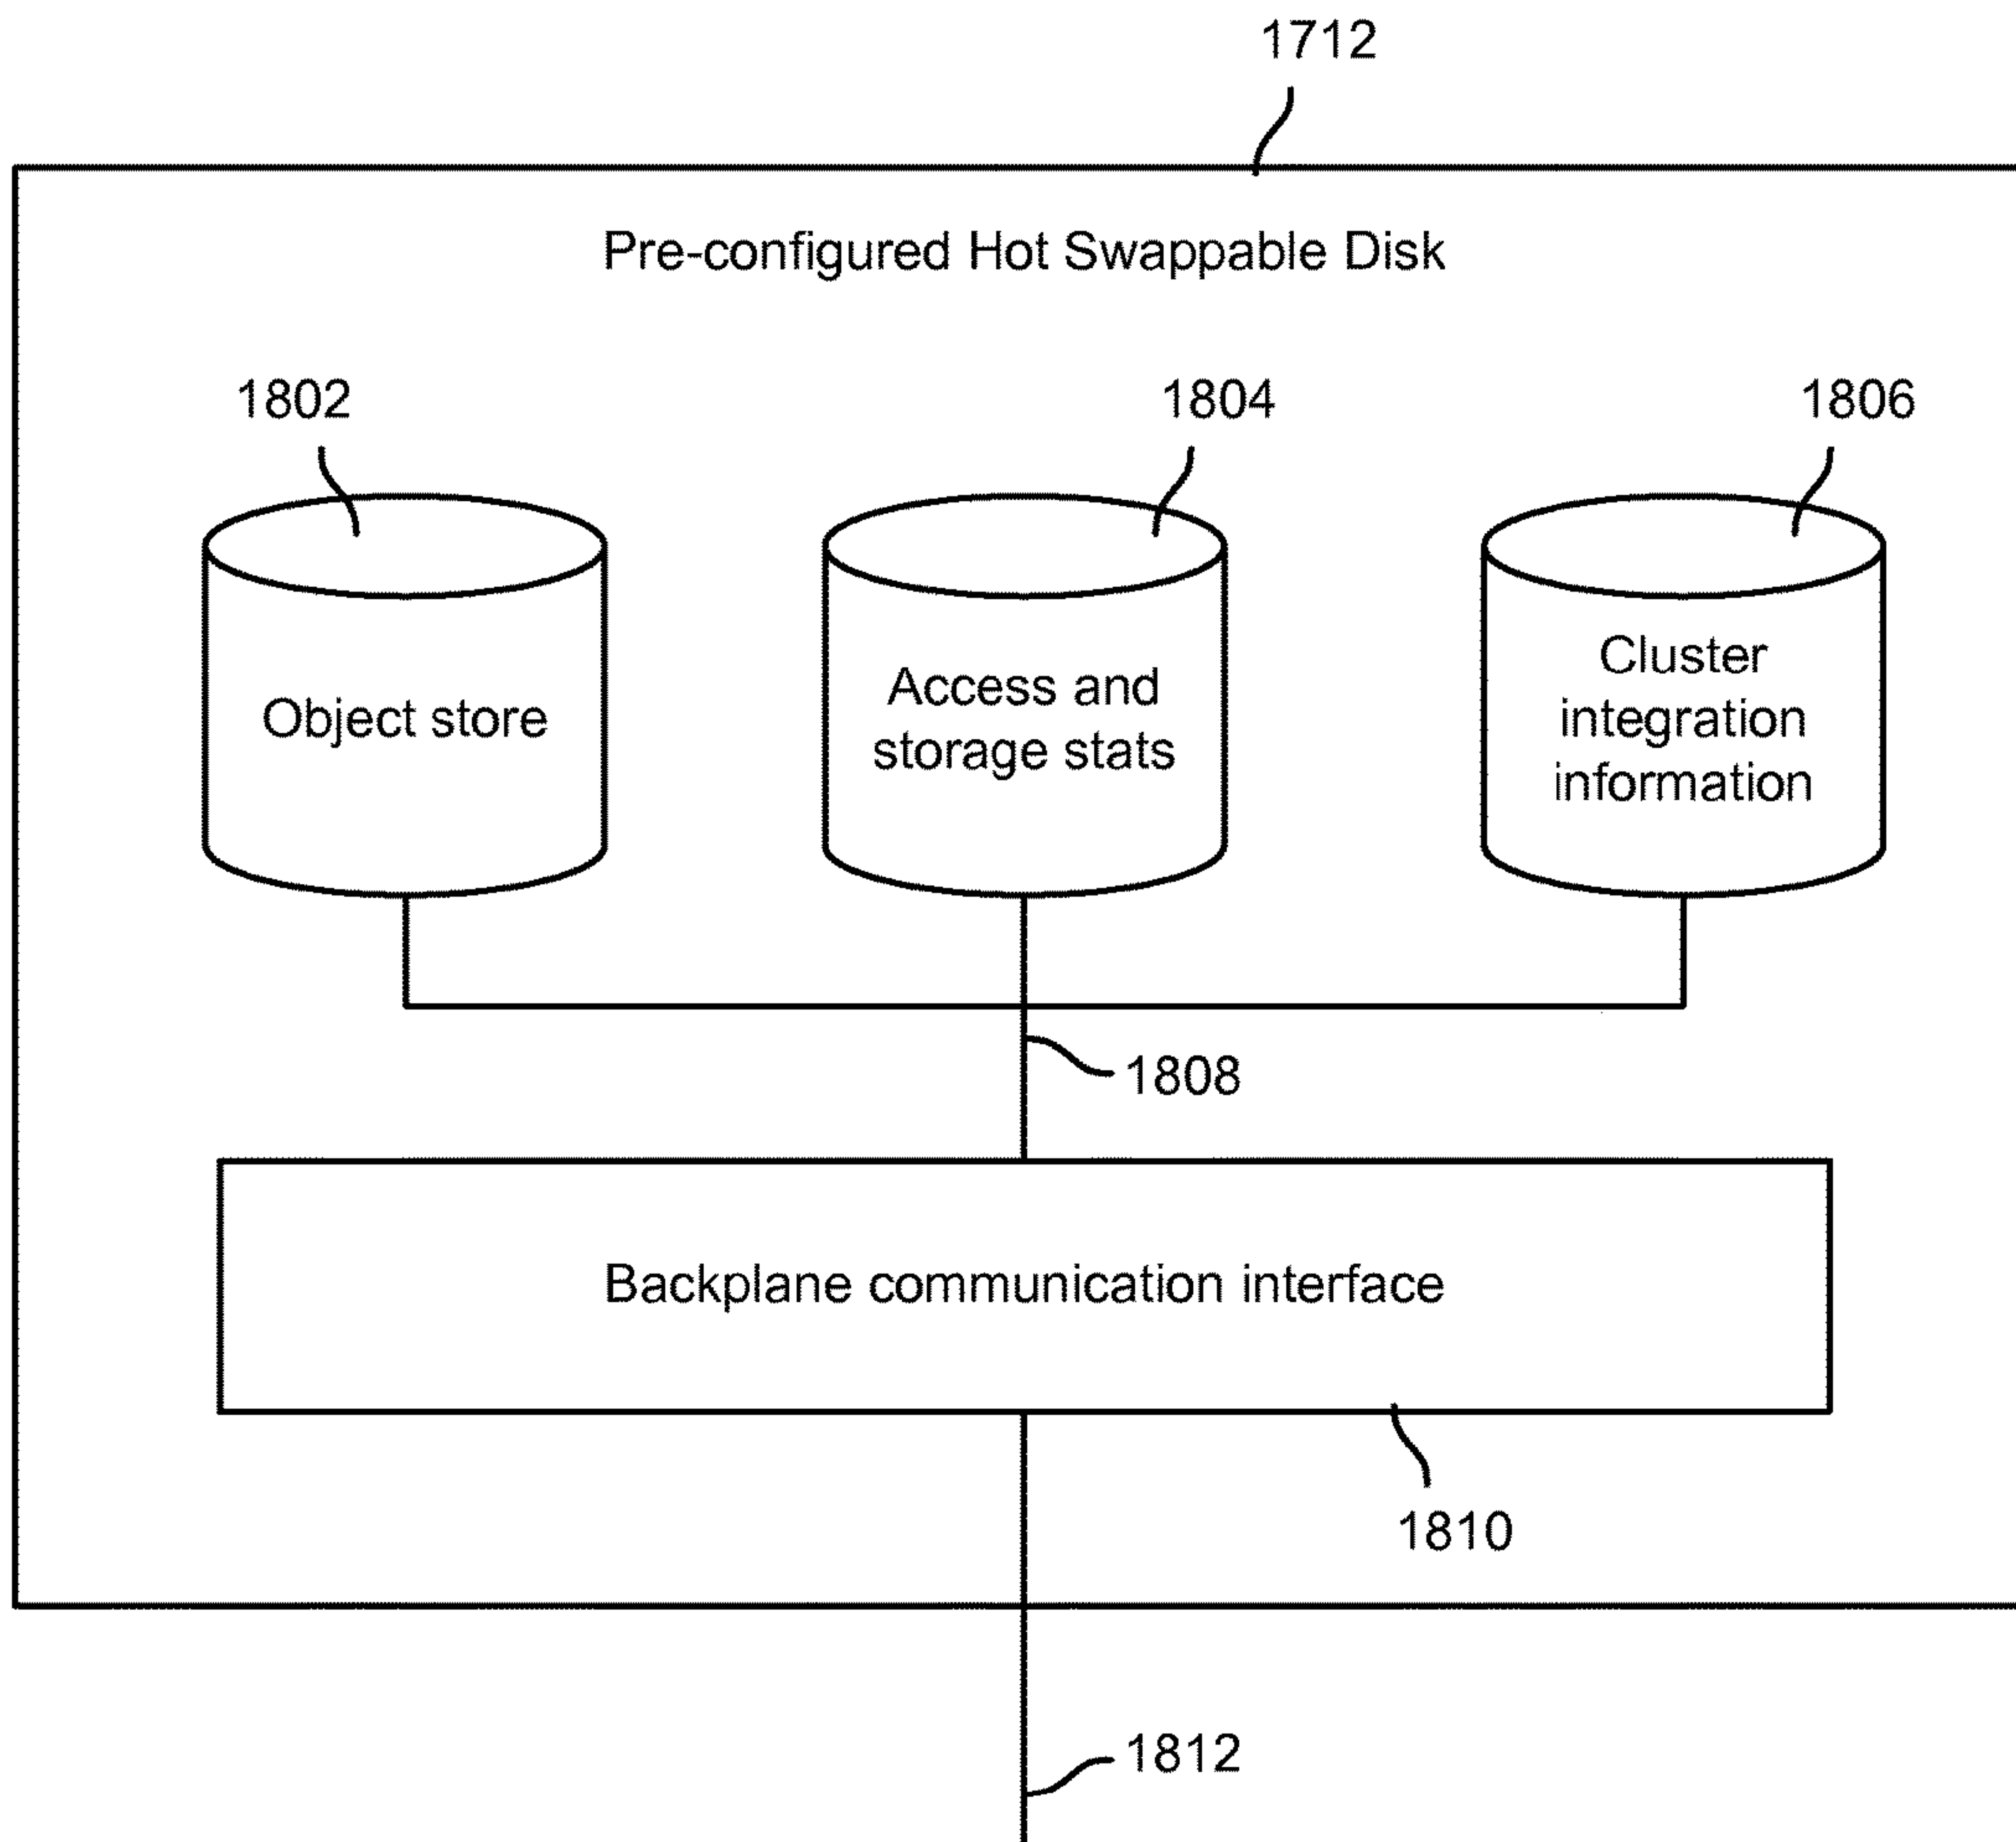 1712
Pre-configured Hot Swappable Disk
1802
1804
1806
Object store
Access and
storage stats
Cluster
integration
information
1808
Backplane communication interface
1810
1812